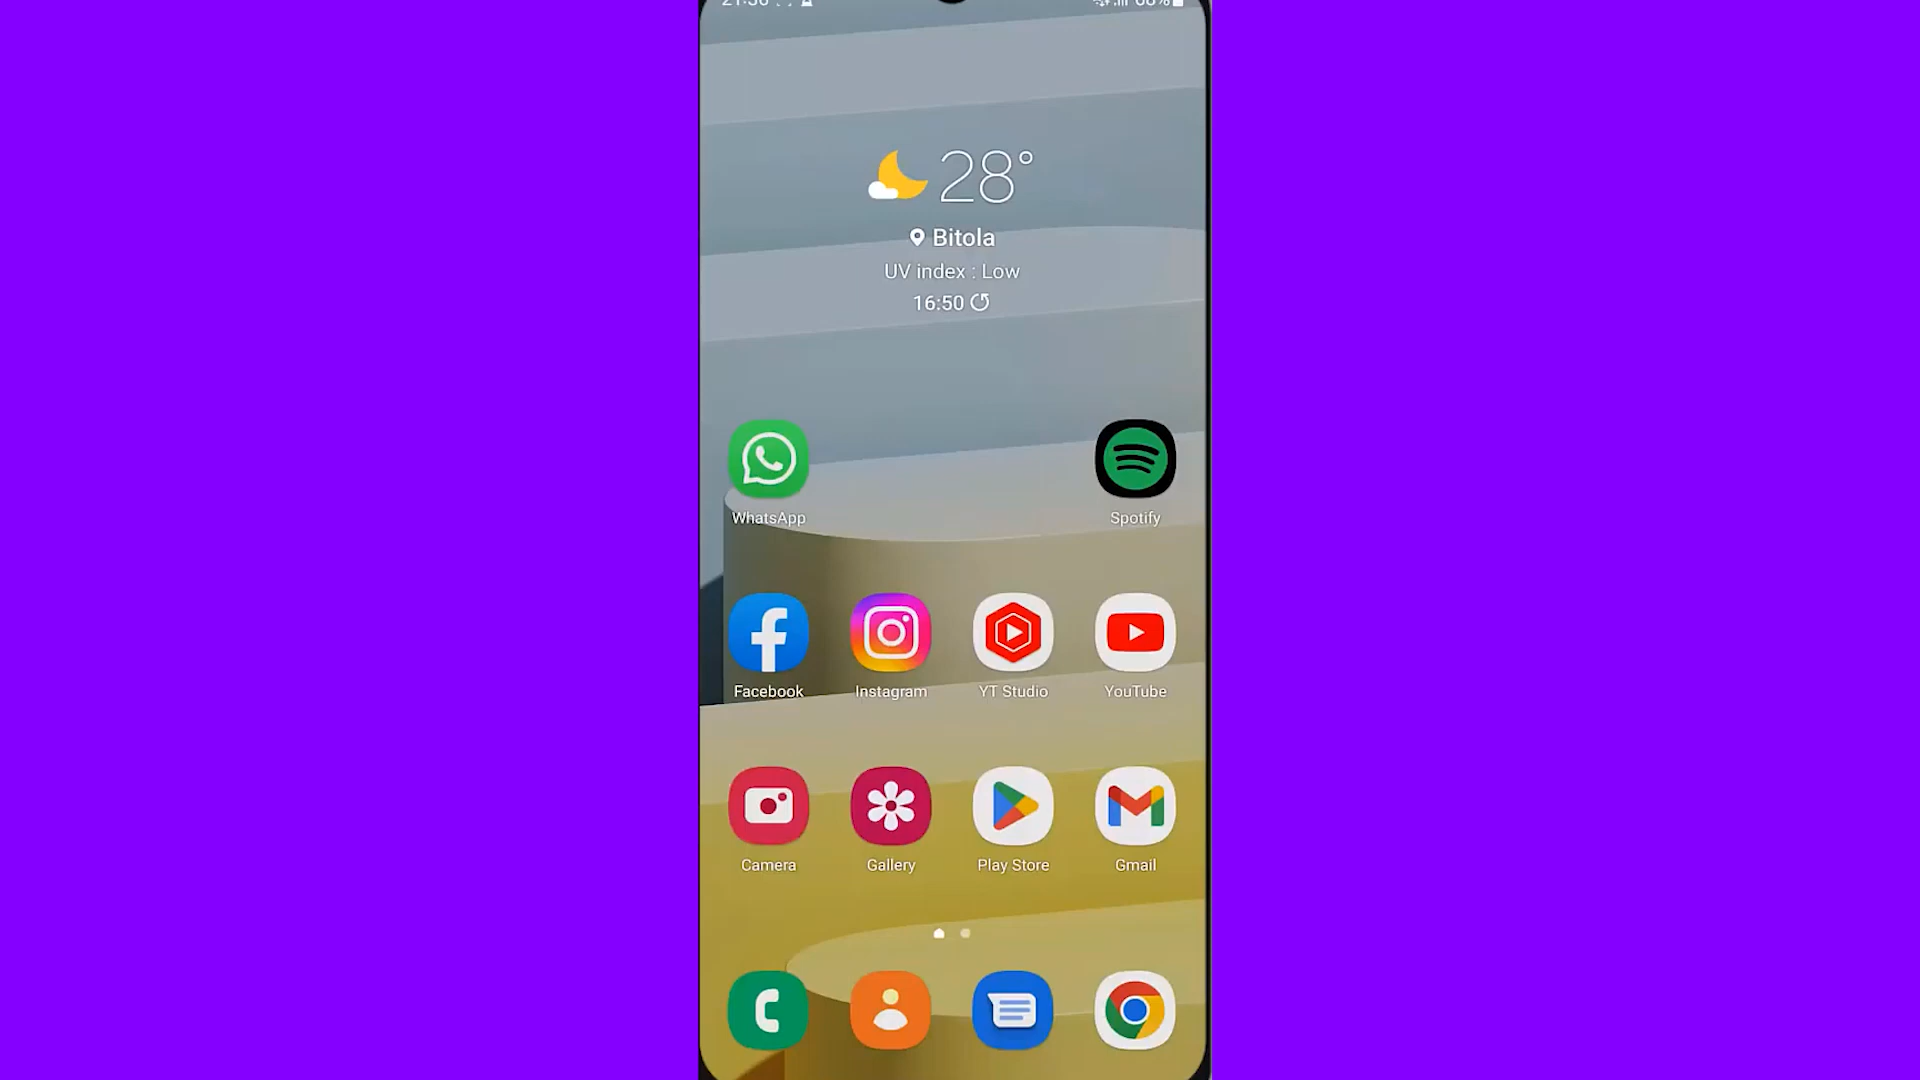 28°
Bitola
UV index : Low
16:50
WhatsApp
Spotify
Facebook
Instagram
YT Studio
YouTube
Camera
Gallery
Play Store
Gmail